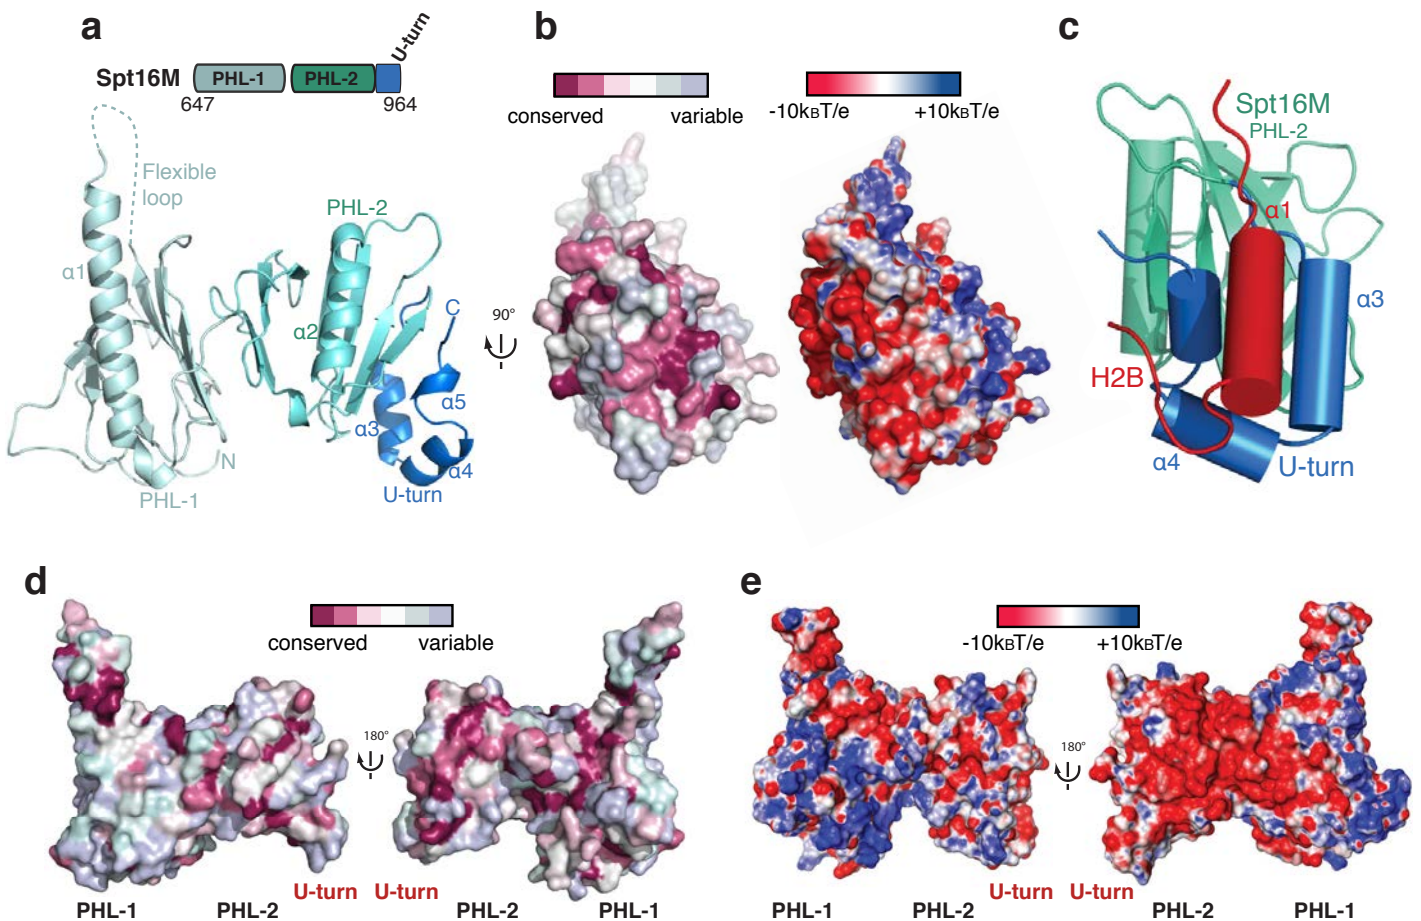 a
U-turn
Spt16M
PHL-1
PHL-2
647
964
Flexible
loop
PHL-2
α1
α2
C
α3
α5
α4
N
PHL-1
U-turn
90°
b
conserved
variable
-10kBT/e
+10kBT/e
c
Spt16M
PHL-2
α1
α3
H2B
α4
U-turn
d
conserved
variable
180°
U-turn
U-turn
PHL-1
PHL-2
PHL-2
PHL-1
e
-10kBT/e
+10kBT/e
180°
U-turn
U-turn
PHL-1
PHL-2
PHL-2
PHL-1